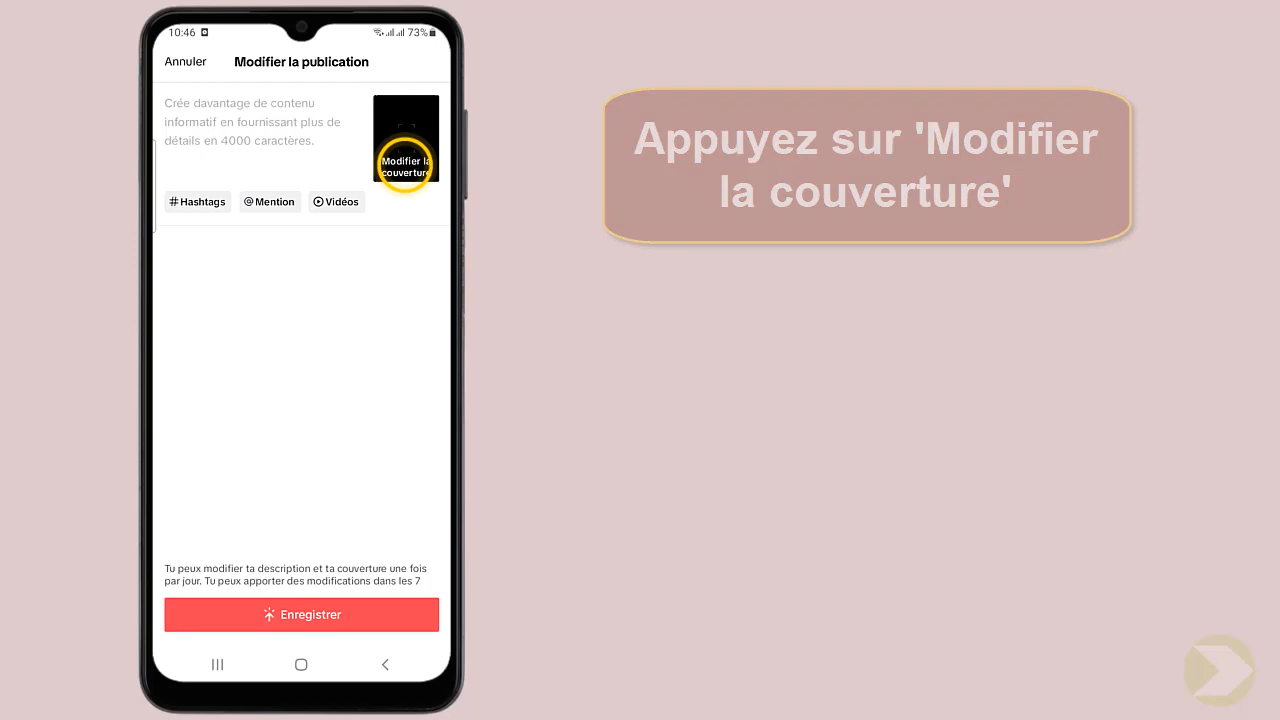 10:46
73%
Annuler
Modifier la publication
Crée davantage de contenu
informatif en fournissant plus de
détails en 4000 caractères.
Modifier la
couverture
# Hashtags
@ Mention
Vidéos
Tu peux modifier ta description et ta couverture une fois
par jour. Tu peux apporter des modifications dans les 7
Enregistrer
Appuyez sur 'Modifier
la couverture'